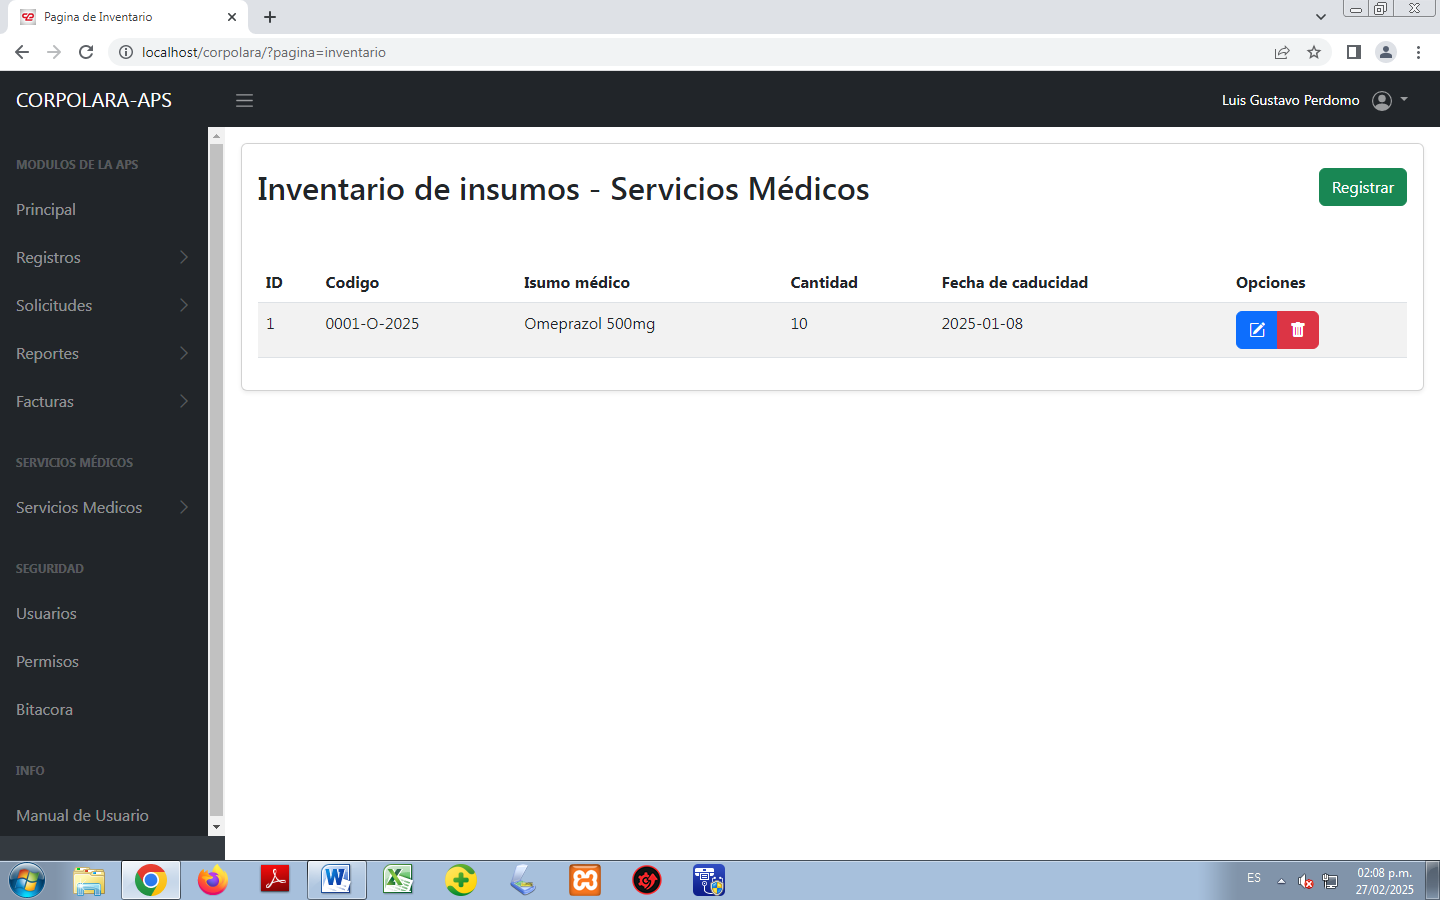 Pagina de Inventario
localhost/corpolara/?pagina=inventario
CORPOLARA-APS
Luis Gustavo Perdomo
MODULOS DE LA APS
Principal
Registros
Solicitudes
Reportes
Facturas
SERVICIOS MÉDICOS
Servicios Medicos
SEGURIDAD
Usuarios
Permisos
Bitacora
INFO
Manual de Usuario
Inventario de insumos - Servicios Médicos
Registrar
ID Codigo Isumo médico Cantidad Fecha de caducidad Opciones
1 0001-O-2025 Omeprazol 500mg 10 2025-01-08
ES
02:08 p.m.
27/02/2025